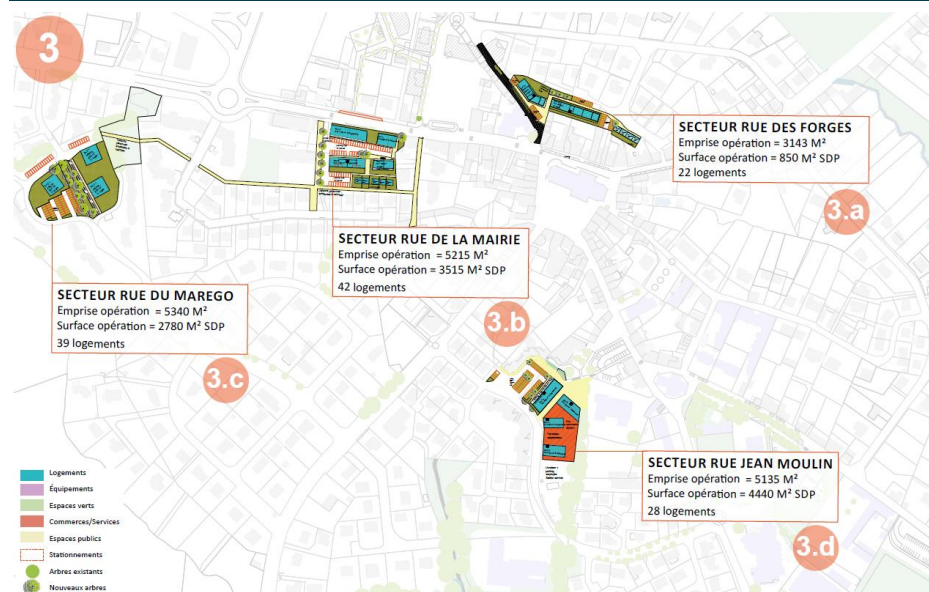 3
SECTEUR RUE DES FORGES
Emprise opération = 3143 M²
Surface opération = 850 M² SDP
22 logements
3.a
SECTEUR RUE DE LA MAIRIE
Emprise opération = 5215 M²
Surface opération = 3515 M² SDP
42 logements
3.b
SECTEUR RUE DU MAREGO
Emprise opération = 5340 M²
Surface opération = 2780 M² SDP
39 logements
3.c
SECTEUR RUE JEAN MOULIN
Emprise opération = 5135 M²
Surface opération = 4440 M² SDP
28 logements
3.d
Logements
Équipements
Espaces verts
Commerces/Services
Espaces publics
Stationnements
Arbres existants
Nouveaux arbres